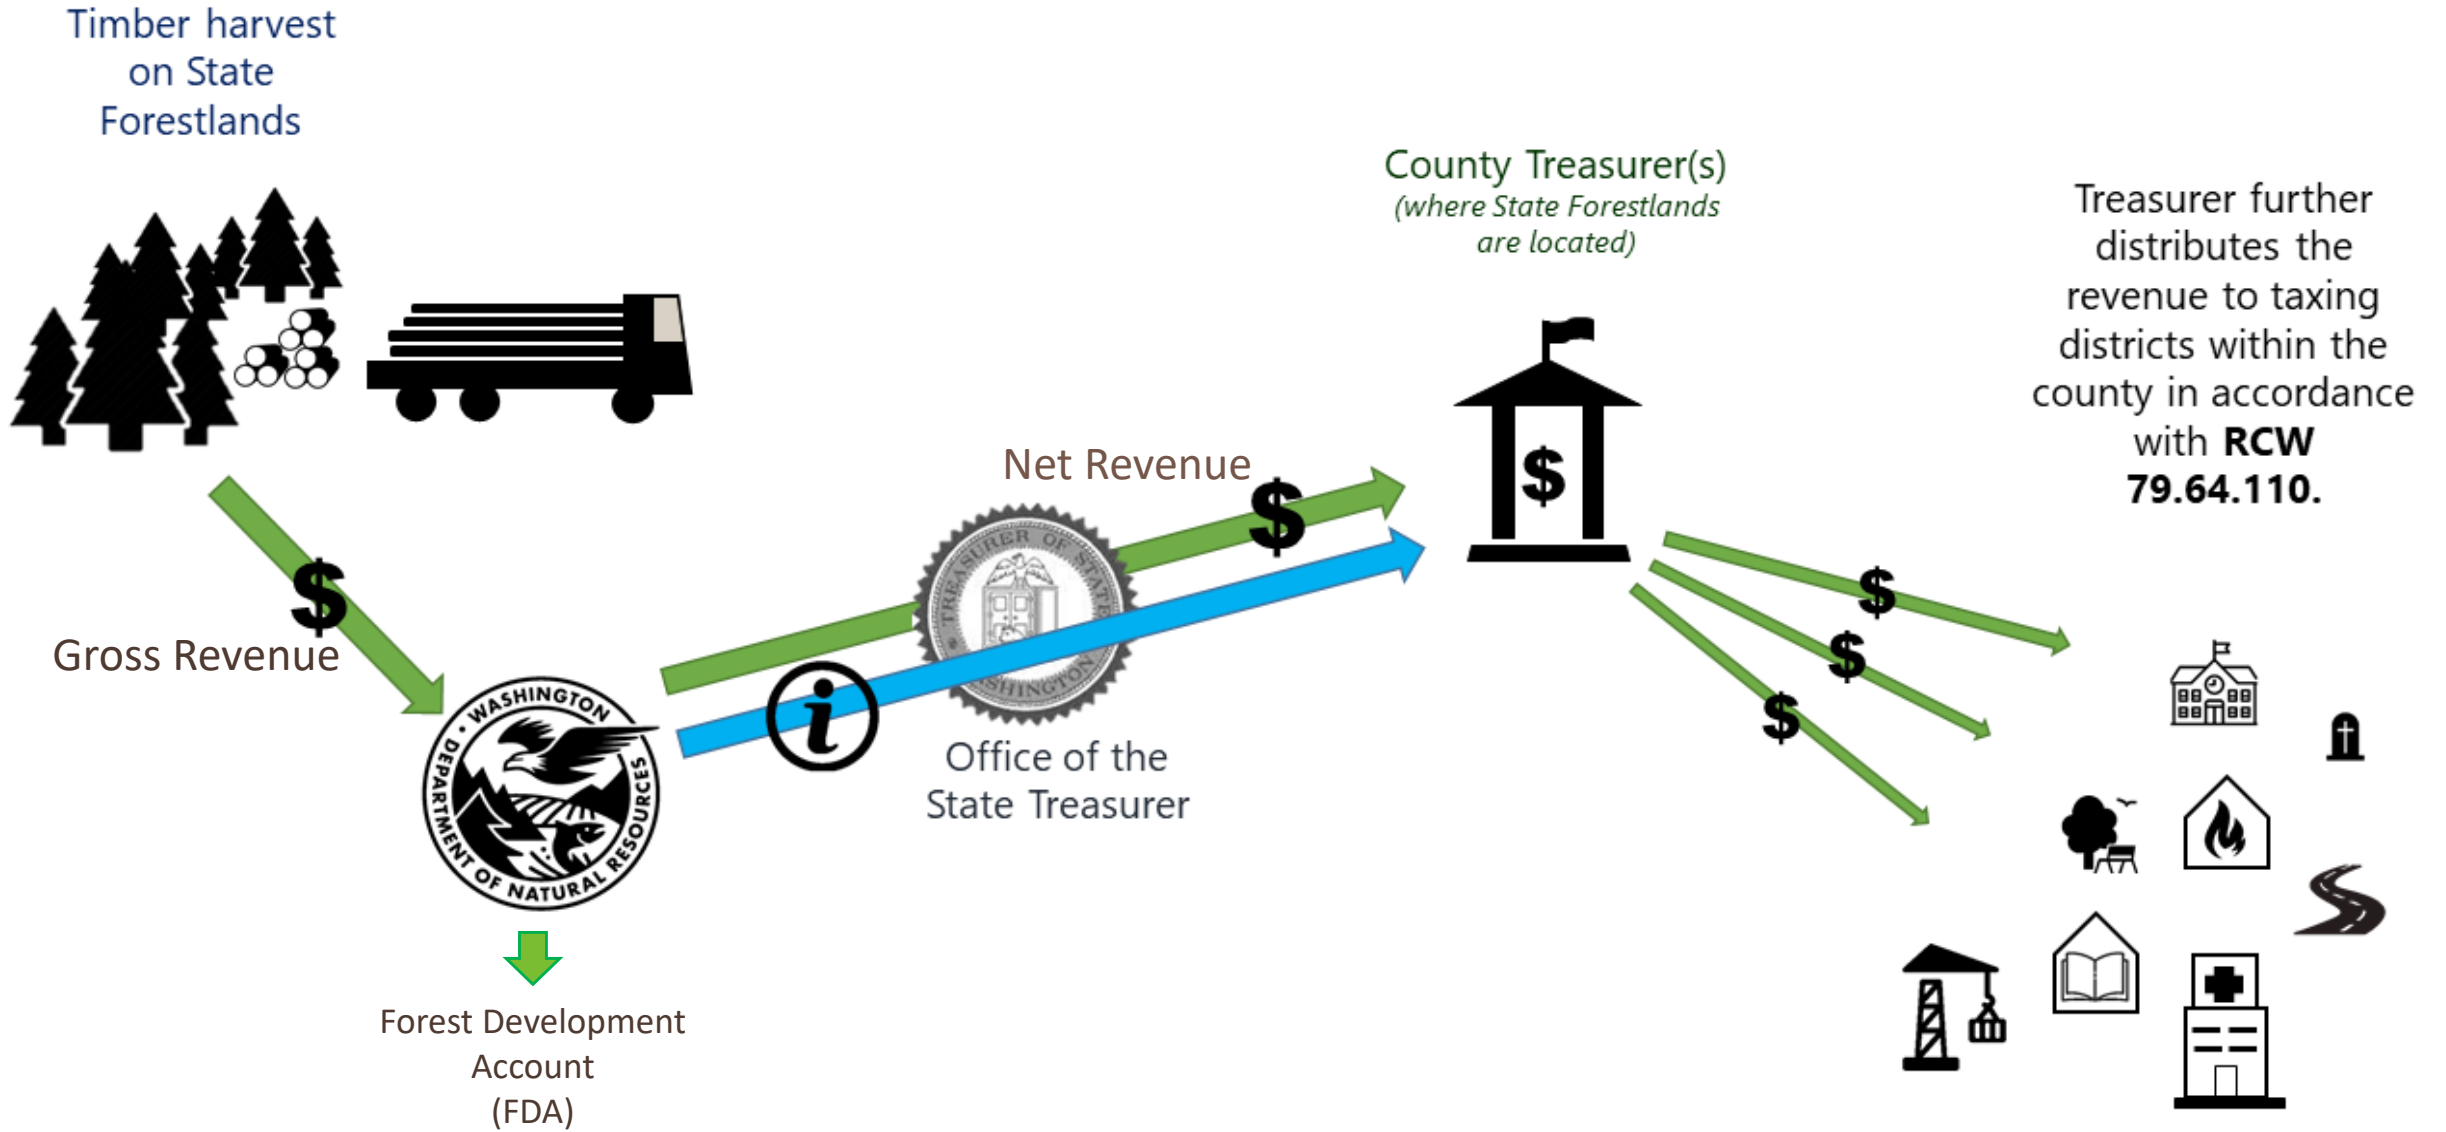 Timber harvest
on State
Forestlands
County Treasurer(s)
(where State Forestlands
are located)
Treasurer further
distributes the
revenue to taxing
districts within the
county in accordance
with RCW
79.64.110.
$
Net Revenue
$
TREASURER OF STATE
WASHINGTON
$
Gross Revenue
i
$
$
$
WASHINGTON
DEPARTMENT OF NATURAL RESOURCES
Office of the
State Treasurer
Forest Development
Account
(FDA)